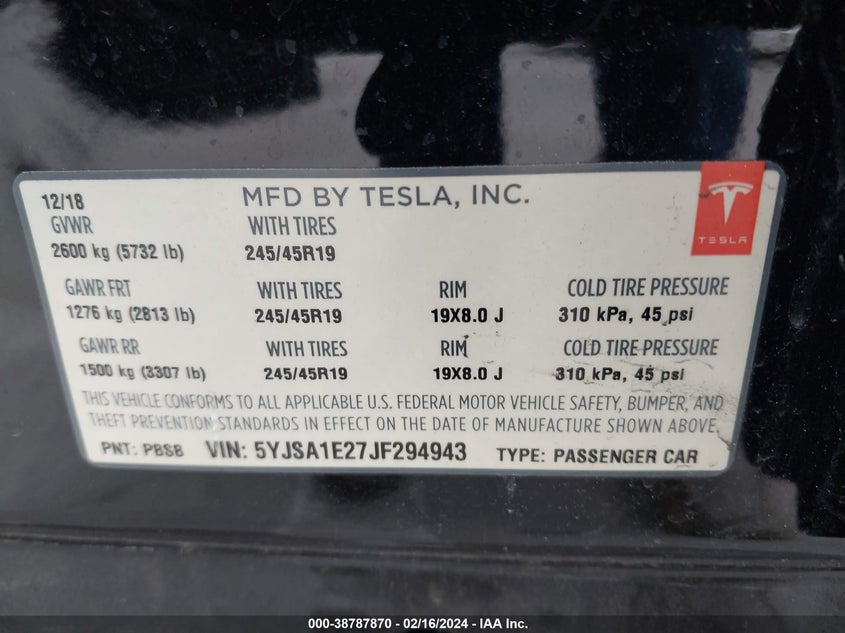 12/18 MFD BY TESLA, INC.
GVWR WITH TIRES
2600 kg (5732 lb) 245/45R19
TESLA
GAWR FRT WITH TIRES RIM COLD TIRE PRESSURE
1276 kg (2813 lb) 245/45R19 19X8.0 J 310 kPa, 45 psi
GAWR RR WITH TIRES RIM COLD TIRE PRESSURE
1500 kg (3307 lb) 245/45R19 19X8.0 J 310 kPa, 45 psi
THIS VEHICLE CONFORMS TO ALL APPLICABLE U.S. FEDERAL MOTOR VEHICLE SAFETY, BUMPER, AND
THEFT PREVENTION STANDARDS IN EFFECT ON THE DATE OF MANUFACTURE SHOWN ABOVE.
PNT: PBSB VIN: 5YJSA1E27JF294943 TYPE: PASSENGER CAR
000-38787870 - 02/16/2024 - IAA Inc.